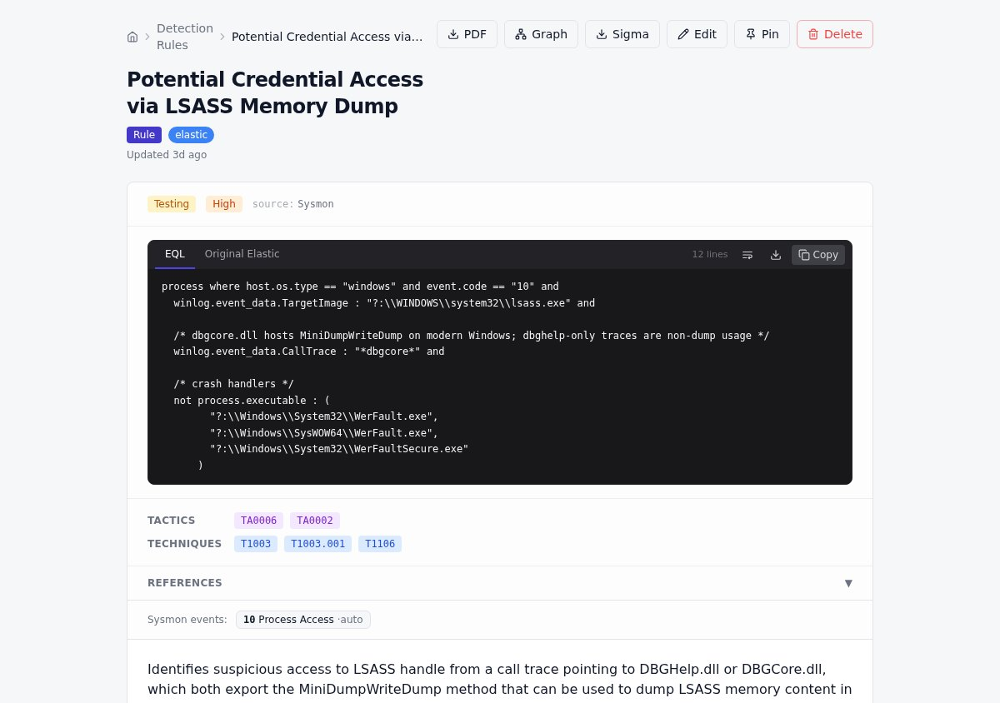 Detection Rules
Potential Credential Access via…
PDF
Graph
Sigma
Edit
Pin
Delete
Potential Credential Access
via LSASS Memory Dump
Rule elastic
Updated 3d ago
Testing High source: Sysmon
EQL Original Elastic 12 lines Copy
process where host.os.type == "windows" and event.code == "10" and
  winlog.event_data.TargetImage : "?:\\WINDOWS\\system32\\lsass.exe" and
  /* dbgcore.dll hosts MiniDumpWriteDump on modern Windows; dbghelp-only traces are non-dump usage */
  winlog.event_data.CallTrace : "*dbgcore*" and
  /* crash handlers */
  not process.executable : (
        "?:\\Windows\\System32\\WerFault.exe",
        "?:\\Windows\\SysWOW64\\WerFault.exe",
        "?:\\Windows\\System32\\WerFaultSecure.exe"
      )
TACTICS TA0006 TA0002
TECHNIQUES T1003 T1003.001 T1106
REFERENCES ▼
Sysmon events: 10 Process Access ·auto
Identifies suspicious access to LSASS handle from a call trace pointing to DBGHelp.dll or DBGCore.dll,
which both export the MiniDumpWriteDump method that can be used to dump LSASS memory content in